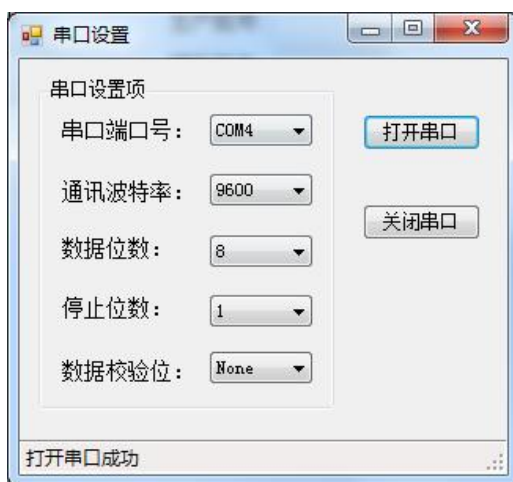 串口设置
串口设置项
串口端口号： COM4 打开串口
通讯波特率： 9600
关闭串口
数据位数： 8
停止位数： 1
数据校验位： None
打开串口成功